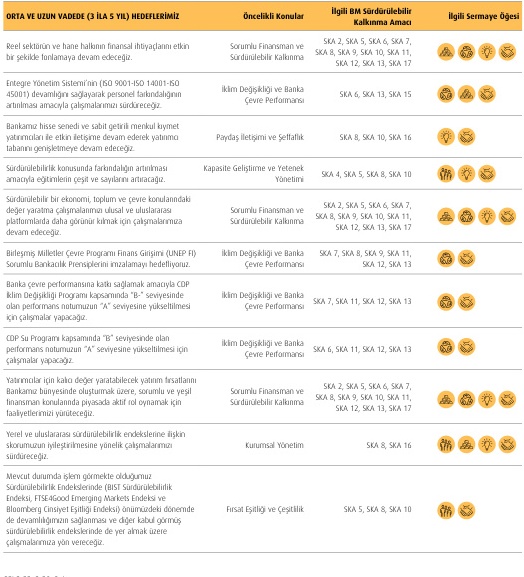 ORTA VE UZUN VADEDE (3 İLA 5 YIL) HEDEFLERİMİZ
Öncelikli Konular
İlgili BM Sürdürülebilir
Kalkınma Amacı
İlgili Sermaye Öğesi
Reel sektörün ve hane halkının finansal ihtiyaçlarını etkin
bir şekilde fonlamaya devam edeceğiz.
Sorumlu Finansman ve
Sürdürülebilir Kalkınma
SKA 2, SKA 5, SKA 6, SKA 7,
SKA 8, SKA 9, SKA 10, SKA 11,
SKA 12, SKA 13, SKA 17
Entegre Yönetim Sistemi'nin (ISO 9001-ISO 14001-ISO
45001) devamlılığını sağlayarak personel farkındalığının
artırılması amacıyla çalışmalarımızı sürdüreceğiz.
İklim Değişikliği ve Banka
Çevre Performansı
SKA 6, SKA 13, SKA 15
Bankamız hisse senedi ve sabit getirili menkul kıymet
yatırımcıları ile etkin iletişime devam ederek yatırımcı
tabanını genişletmeye devam edeceğiz.
Paydaş İletişimi ve Şeffaflık
SKA 8, SKA 10, SKA 16
Sürdürülebilirlik konusunda farkındalığın artırılması
amacıyla eğitimlerin çeşit ve sayılarını artıracağız.
Kapasite Geliştirme ve Yetenek
Yönetimi
SKA 4, SKA 5, SKA 8, SKA 10
Sürdürülebilir bir ekonomi, toplum ve çevre konularındaki
değer yaratma çalışmalarımızı ulusal ve uluslararası
platformlarda daha görünür kılmak için çalışmalarımıza
devam edeceğiz.
Sorumlu Finansman ve
Sürdürülebilir Kalkınma
SKA 2, SKA 5, SKA 6, SKA 7,
SKA 8, SKA 9, SKA 10, SKA 11,
SKA 12, SKA 13, SKA 17
Birleşmiş Milletler Çevre Programı Finans Girişimi (UNEP FI)
Sorumlu Bankacılık Prensiplerini imzalamayı hedefliyoruz.
İklim Değişikliği ve Banka
Çevre Performansı
SKA 7, SKA 8, SKA 9, SKA 11,
SKA 12, SKA 13
Banka çevre performansına katkı sağlamak amacıyla CDP
İklim Değişikliği Programı kapsamında "B-" seviyesinde
olan performans notumuzun "A" seviyesine yükseltilmesi
için çalışmalar yapacağız.
İklim Değişikliği ve Banka
Çevre Performansı
SKA 7, SKA 11, SKA 12, SKA 13
CDP Su Programı kapsamında "B" seviyesinde olan
performans notumuzun "A" seviyesine yükseltilmesi için
çalışmalar yapacağız.
İklim Değişikliği ve Banka
Çevre Performansı
SKA 6, SKA 11, SKA 12, SKA 13
Yatırımcılar için kalıcı değer yaratabilecek yatırım fırsatlarını
Bankamız bünyesinde oluşturmak üzere, sorumlu ve yeşil
finansman konularında piyasada aktif rol oynamak için
faaliyetlerimizi yürüteceğiz.
Sorumlu Finansman ve
Sürdürülebilir Kalkınma
SKA 2, SKA 5, SKA 6, SKA 7,
SKA 8, SKA 9, SKA 10, SKA 11,
SKA 12, SKA 13, SKA 17
Yerel ve uluslararası sürdürülebilirlik endekslerine ilişkin
skorumuzun iyileştirilmesine yönelik çalışmalarımızı
sürdüreceğiz.
Kurumsal Yönetim
SKA 8, SKA 16
Mevcut durumda işlem görmekte olduğumuz
Sürdürülebilirlik Endekslerinde (BIST Sürdürülebilirlik
Endeksi, FTSE4Good Emerging Markets Endeksi ve
Bloomberg Cinsiyet Eşitliği Endeksi) önümüzdeki dönemde
de devamlılığımızın sağlanması ve diğer kabul görmüş
sürdürülebilirlik endekslerinde de yer almak üzere
çalışmalarımıza yön vereceğiz.
Fırsat Eşitliği ve Çeşitlilik
SKA 5, SKA 8, SKA 10